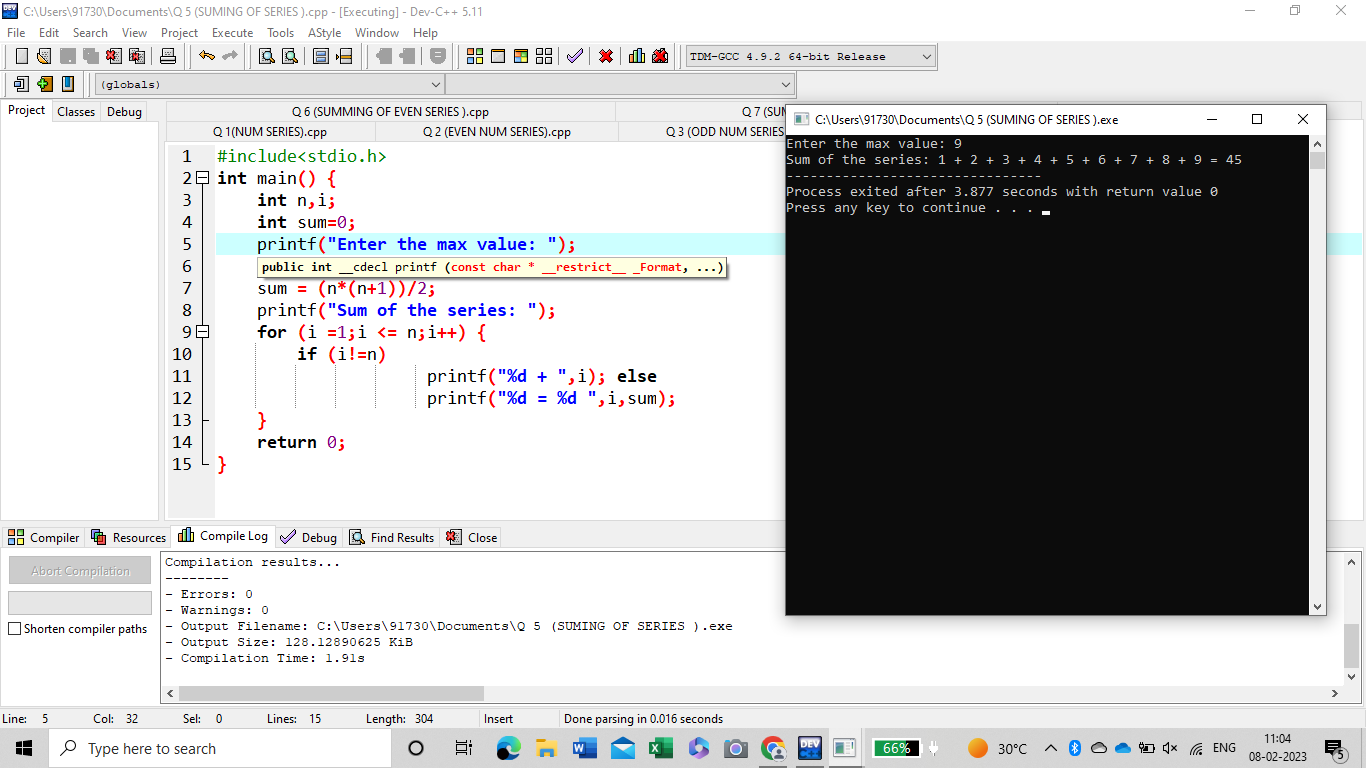 C:\Users\91730\Documents\Q 5 (SUMING OF SERIES ).cpp - [Executing] - Dev-C++ 5.11
File Edit Search View Project Execute Tools AStyle Window Help
TDM-GCC 4.9.2 64-bit Release
(globals)
Project Classes Debug
Q 6 (SUMMING OF EVEN SERIES ).cpp Q 7 (SUM
Q 1(NUM SERIES).cpp Q 2 (EVEN NUM SERIES).cpp Q 3 (ODD NUM SERIES
1 #include<stdio.h>
2 int main() {
3 int n,i;
4 int sum=0;
5 printf("Enter the max value: ");
6
public int __cdecl printf (const char * __restrict__ _Format, ...)
7 sum = (n*(n+1))/2;
8 printf("Sum of the series: ");
9 for (i =1;i <= n;i++) {
10 if (i!=n)
11 printf("%d + ",i); else
12 printf("%d = %d ",i,sum);
13 }
14 return 0;
15 }
C:\Users\91730\Documents\Q 5 (SUMING OF SERIES ).exe
Enter the max value: 9
Sum of the series: 1 + 2 + 3 + 4 + 5 + 6 + 7 + 8 + 9 = 45
--------------------------------
Process exited after 3.877 seconds with return value 0
Press any key to continue . . .
Compiler Resources Compile Log Debug Find Results Close
Abort Compilation
Shorten compiler paths
Compilation results...
--------
- Errors: 0
- Warnings: 0
- Output Filename: C:\Users\91730\Documents\Q 5 (SUMING OF SERIES ).exe
- Output Size: 128.12890625 KiB
- Compilation Time: 1.91s
Line: 5 Col: 32 Sel: 0 Lines: 15 Length: 304 Insert Done parsing in 0.016 seconds
Type here to search
DEV
66%
30°C
ENG
11:04
08-02-2023
5